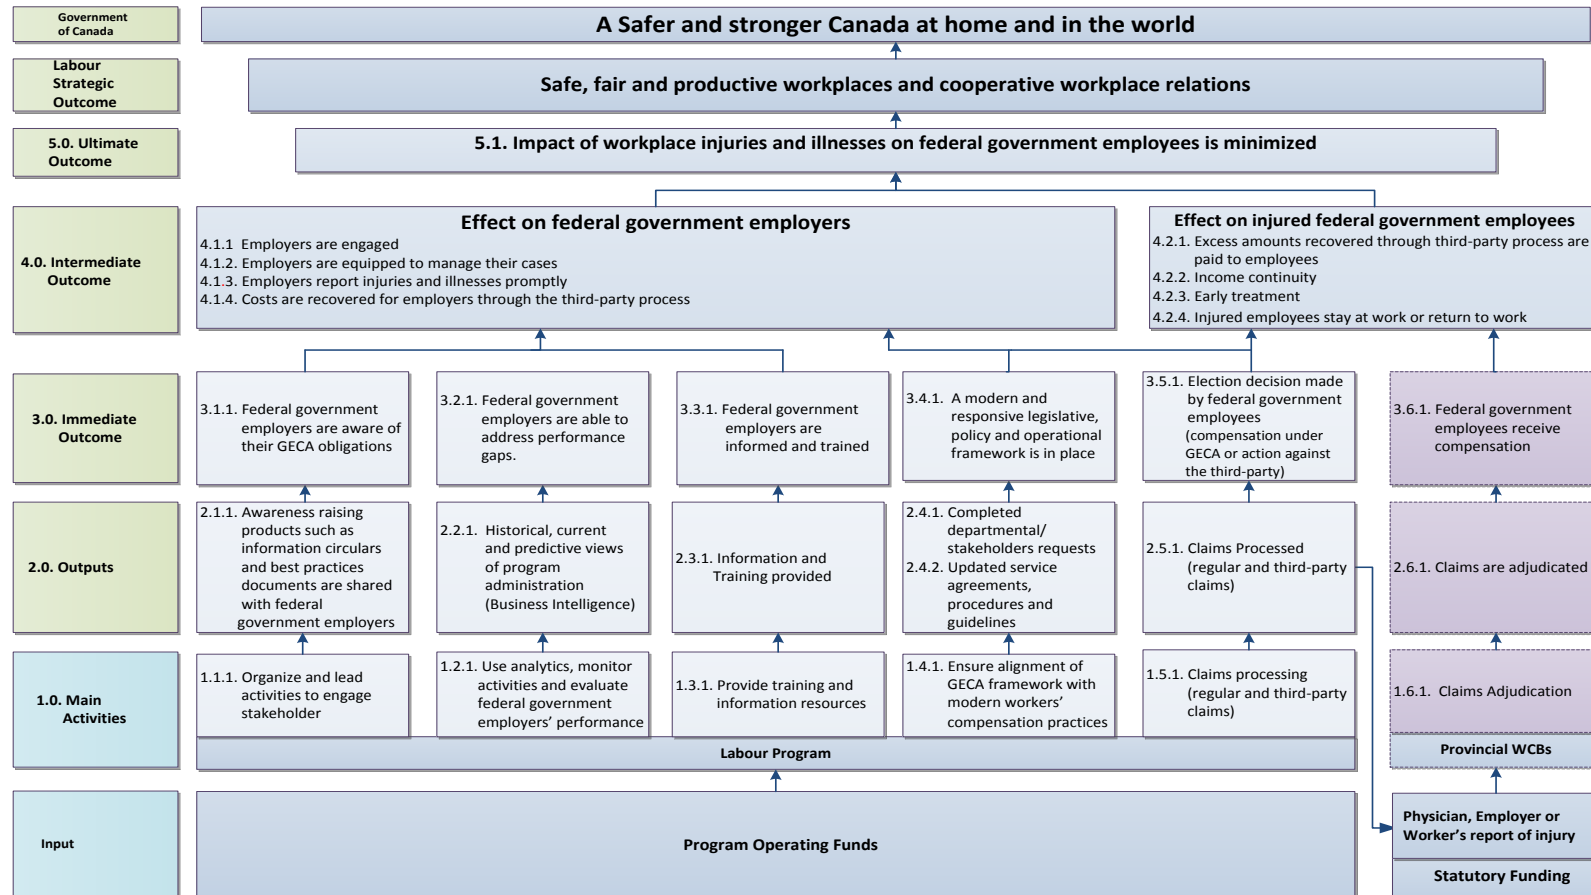 Government
of Canada
A Safer and stronger Canada at home and in the world
Labour
Strategic
Outcome
Safe, fair and productive workplaces and cooperative workplace relations
5.0. Ultimate
Outcome
5.1. Impact of workplace injuries and illnesses on federal government employees is minimized
4.0. Intermediate
Outcome
Effect on federal government employers
4.1.1 Employers are engaged
4.1.2. Employers are equipped to manage their cases
4.1.3. Employers report injuries and illnesses promptly
4.1.4. Costs are recovered for employers through the third-party process
Effect on injured federal government employees
4.2.1. Excess amounts recovered through third-party process are
paid to employees
4.2.2. Income continuity
4.2.3. Early treatment
4.2.4. Injured employees stay at work or return to work
3.0. Immediate
Outcome
3.1.1. Federal government
employers are aware of
their GECA obligations
3.2.1. Federal government
employers are able to
address performance
gaps.
3.3.1. Federal government
employers are
informed and trained
3.4.1. A modern and
responsive legislative,
policy and operational
framework is in place
3.5.1. Election decision made
by federal government
employees
(compensation under
GECA or action against
the third-party)
3.6.1. Federal government
employees receive
compensation
2.0. Outputs
2.1.1. Awareness raising
products such as
information circulars
and best practices
documents are shared
with federal
government employers
2.2.1. Historical, current
and predictive views
of program
administration
(Business Intelligence)
2.3.1. Information and
Training provided
2.4.1. Completed
departmental/
stakeholders requests
2.4.2. Updated service
agreements,
procedures and
guidelines
2.5.1. Claims Processed
(regular and third-party
claims)
2.6.1. Claims are adjudicated
1.0. Main
Activities
1.1.1. Organize and lead
activities to engage
stakeholder
1.2.1. Use analytics, monitor
activities and evaluate
federal government
employers’ performance
1.3.1. Provide training and
information resources
1.4.1. Ensure alignment of
GECA framework with
modern workers’
compensation practices
1.5.1. Claims processing
(regular and third-party
claims)
1.6.1. Claims Adjudication
Labour Program
Provincial WCBs
Input
Program Operating Funds
Physician, Employer or
Worker’s report of injury
Statutory Funding